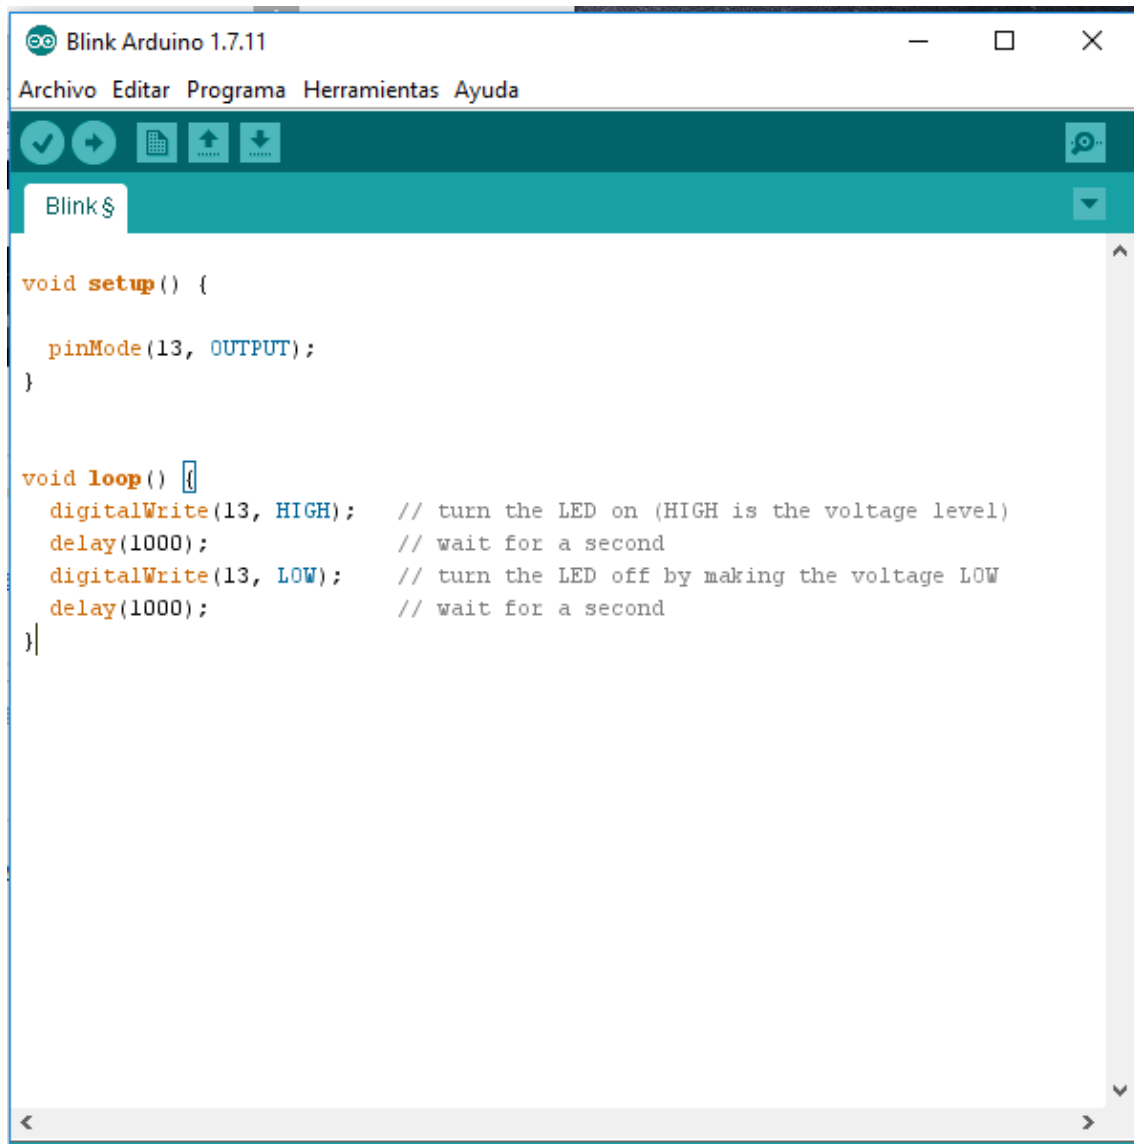 Blink Arduino 1.7.11
Archivo Editar Programa Herramientas Ayuda
Blink§
void setup() {
  pinMode(13, OUTPUT);
}
void loop() {
  digitalWrite(13, HIGH);   // turn the LED on (HIGH is the voltage level)
  delay(1000);              // wait for a second
  digitalWrite(13, LOW);    // turn the LED off by making the voltage LOW
  delay(1000);              // wait for a second
}